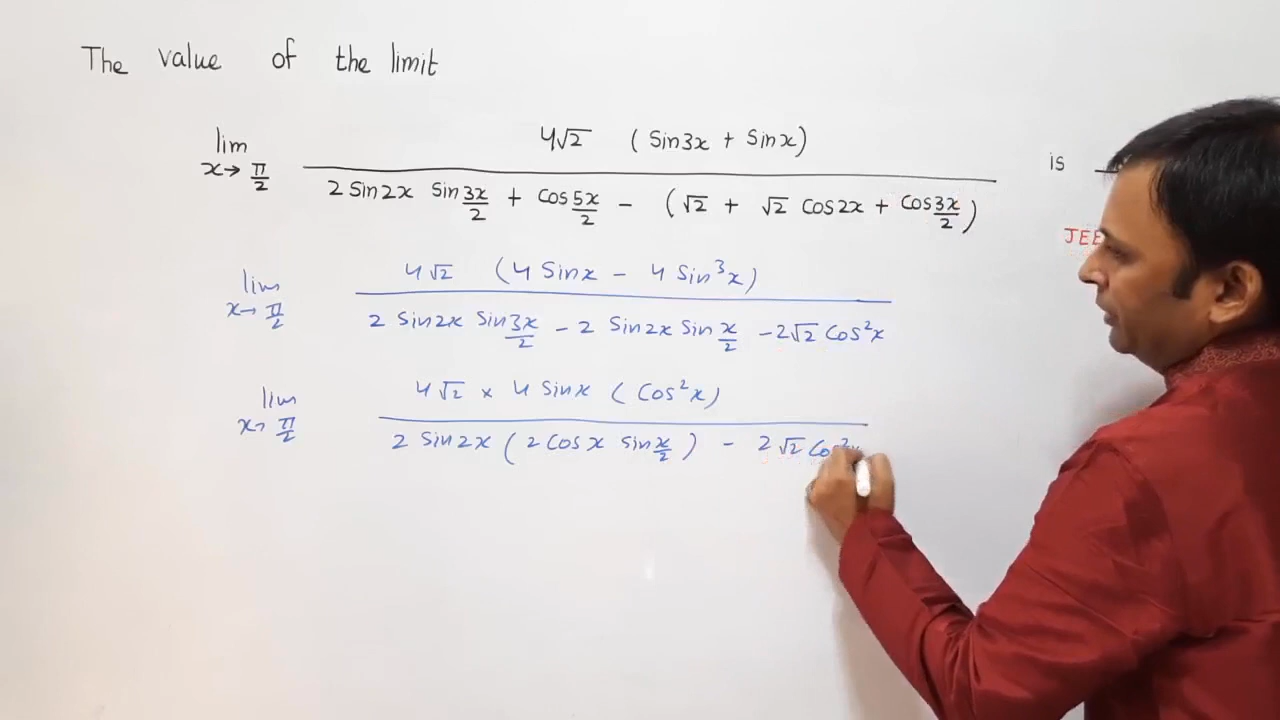 The value of the limit
lim x→π/2 4√2 (Sin3x + Sinx) / 2 Sin2x Sin 3x/2 + Cos 5x/2 − (√2 + √2 Cos2x + Cos 3x/2) is
JEE
lim x→π/2 4√2 (4 Sinx − 4 Sin³x) / 2 Sin2x Sin 3x/2 − 2 Sin2x Sin x/2 − 2√2 Cos²x
lim x→π/2 4√2 × 4 Sinx (Cos²x) / 2 Sin2x (2 Cosx Sin x/2) − 2√2